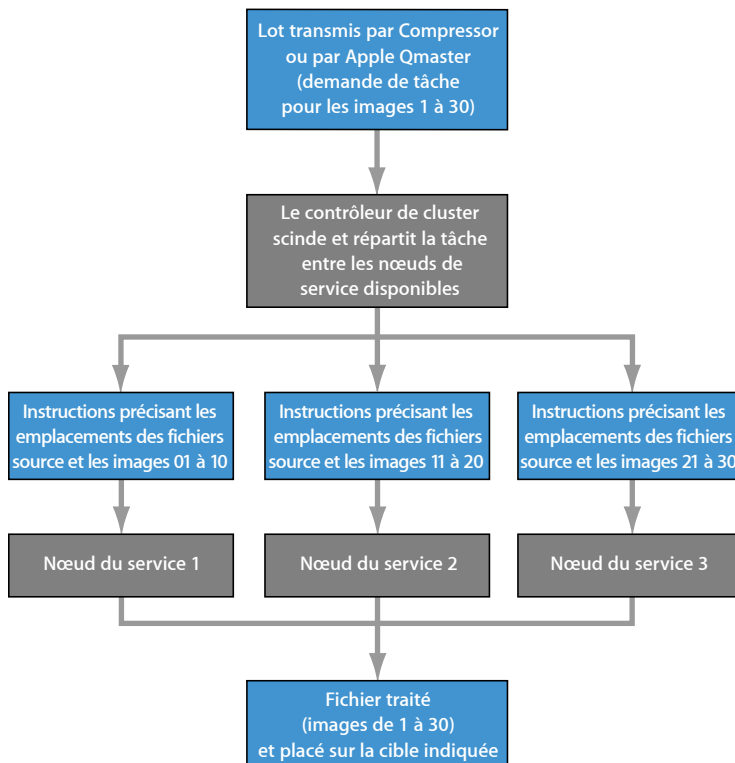 Lot transmis par Compressor
ou par Apple Qmaster
(demande de tâche
pour les images 1 à 30)
Le contrôleur de cluster
scinde et répartit la tâche
entre les nœuds de
service disponibles
Instructions précisant les
emplacements des fichiers
source et les images 01 à 10
Instructions précisant les
emplacements des fichiers
source et les images 11 à 20
Instructions précisant les
emplacements des fichiers
source et les images 21 à 30
Nœud du service 1
Nœud du service 2
Nœud du service 3
Fichier traité
(images de 1 à 30)
et placé sur la cible indiquée